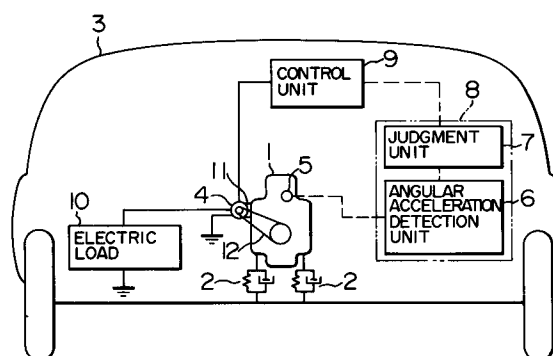 3
9
CONTROL
UNIT
8
JUDGMENT
UNIT
7
1
5
11
4
10
ELECTRIC
LOAD
12
ANGULAR
ACCELERATION
DETECTION
UNIT
6
2
2